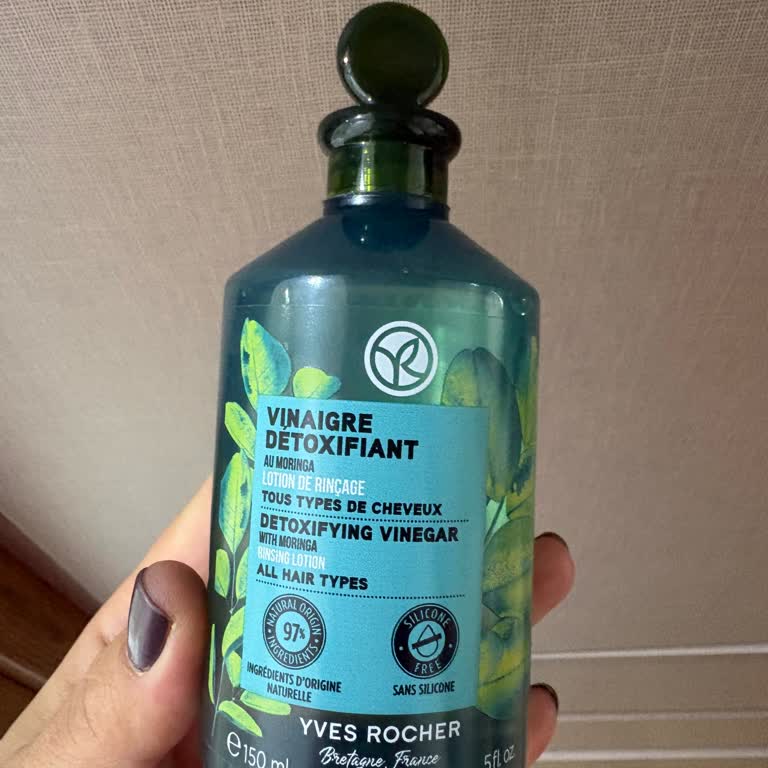 VINAIGRE
DÉTOXIFIANT
AU MORINGA
LOTION DE RINÇAGE
TOUS TYPES DE CHEVEUX
DETOXIFYING VINEGAR
WITH MORINGA
RINSING LOTION
ALL HAIR TYPES
NATURAL ORIGIN
97%
INGREDIENTS
INGRÉDIENTS D'ORIGINE
NATURELLE
SILICONE
FREE
SANS SILICONE
YVES ROCHER
Bretagne, France
℮ 150 ml
5 fl. oz